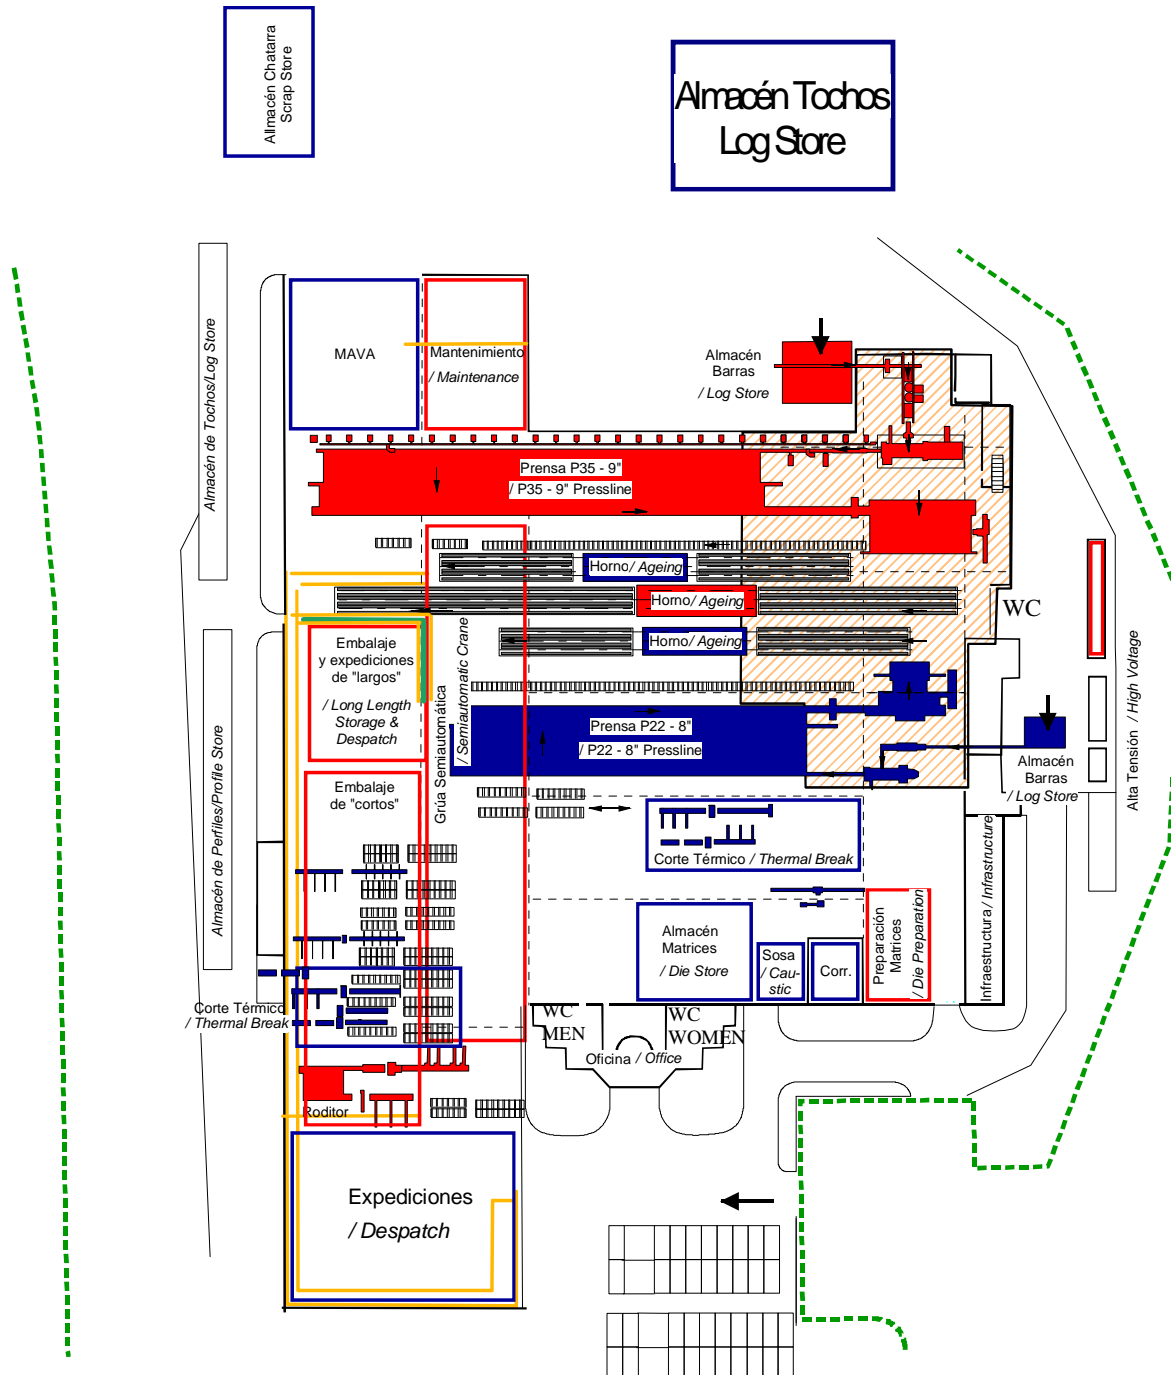 Allmacén Chatarra
Scrap Store
Almacén Tochos
Log Store
Almacén de Tochos/Log Store
MAVA
Mantenimiento
/ Maintenance
Almacén
Barras
/ Log Store
Prensa P35 - 9"
/ P35 - 9" Pressline
Horno/ Ageing
Horno/ Ageing
Horno/ Ageing
WC
Embalaje
y expediciones
de "largos"
/ Long Length
Storage &
Despatch
Grúa Semiautomática
/ Semiautomatic Crane
Prensa P22 - 8"
/ P22 - 8" Pressline
Almacén
Barras
/ Log Store
Alta Tensión / High Voltage
Almacén de Perfiles/Profile Store
Embalaje
de "cortos"
Corte Térmico / Thermal Break
Infraestructura / Infrastructure
Almacén
Matrices
/ Die Store
Sosa
/ Cau-
stic
Corr.
Preparación
Matrices
/ Die Preparation
Corte Térmico
/ Thermal Break
WC
MEN
WC
WOMEN
Oficina / Office
Roditor
Expediciones
/ Despatch